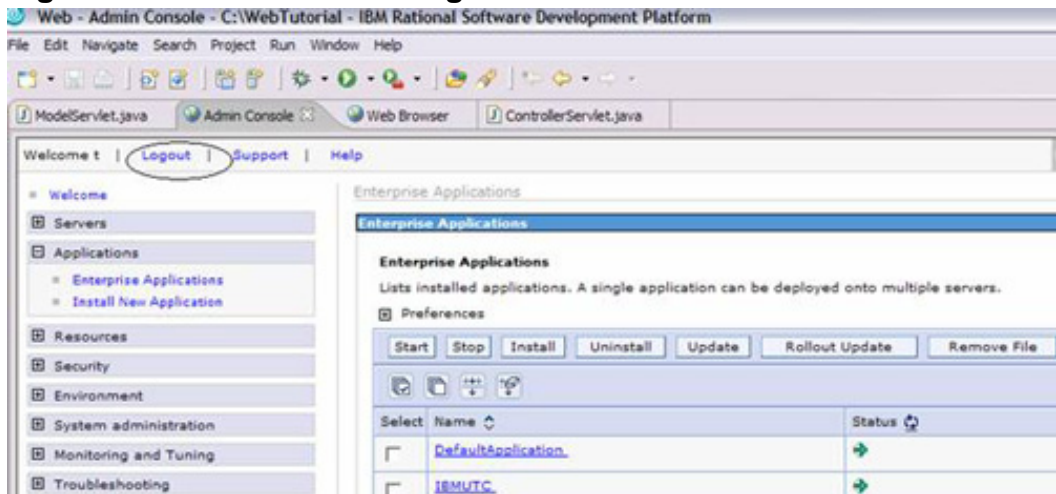 Web - Admin Console - C:\WebTutorial - IBM Rational Software Development Platform
File Edit Navigate Search Project Run Window Help
ModelServlet.java Admin Console Web Browser ControllerServlet.java
Welcome t | Logout | Support | Help
Welcome
Servers
Applications
Enterprise Applications
Install New Application
Resources
Security
Environment
System administration
Monitoring and Tuning
Troubleshooting
Enterprise Applications
Enterprise Applications
Enterprise Applications
Lists installed applications. A single application can be deployed onto multiple servers.
Preferences
Start Stop Install Uninstall Update Rollout Update Remove File
Select Name Status
DefaultApplication
IBMUTC